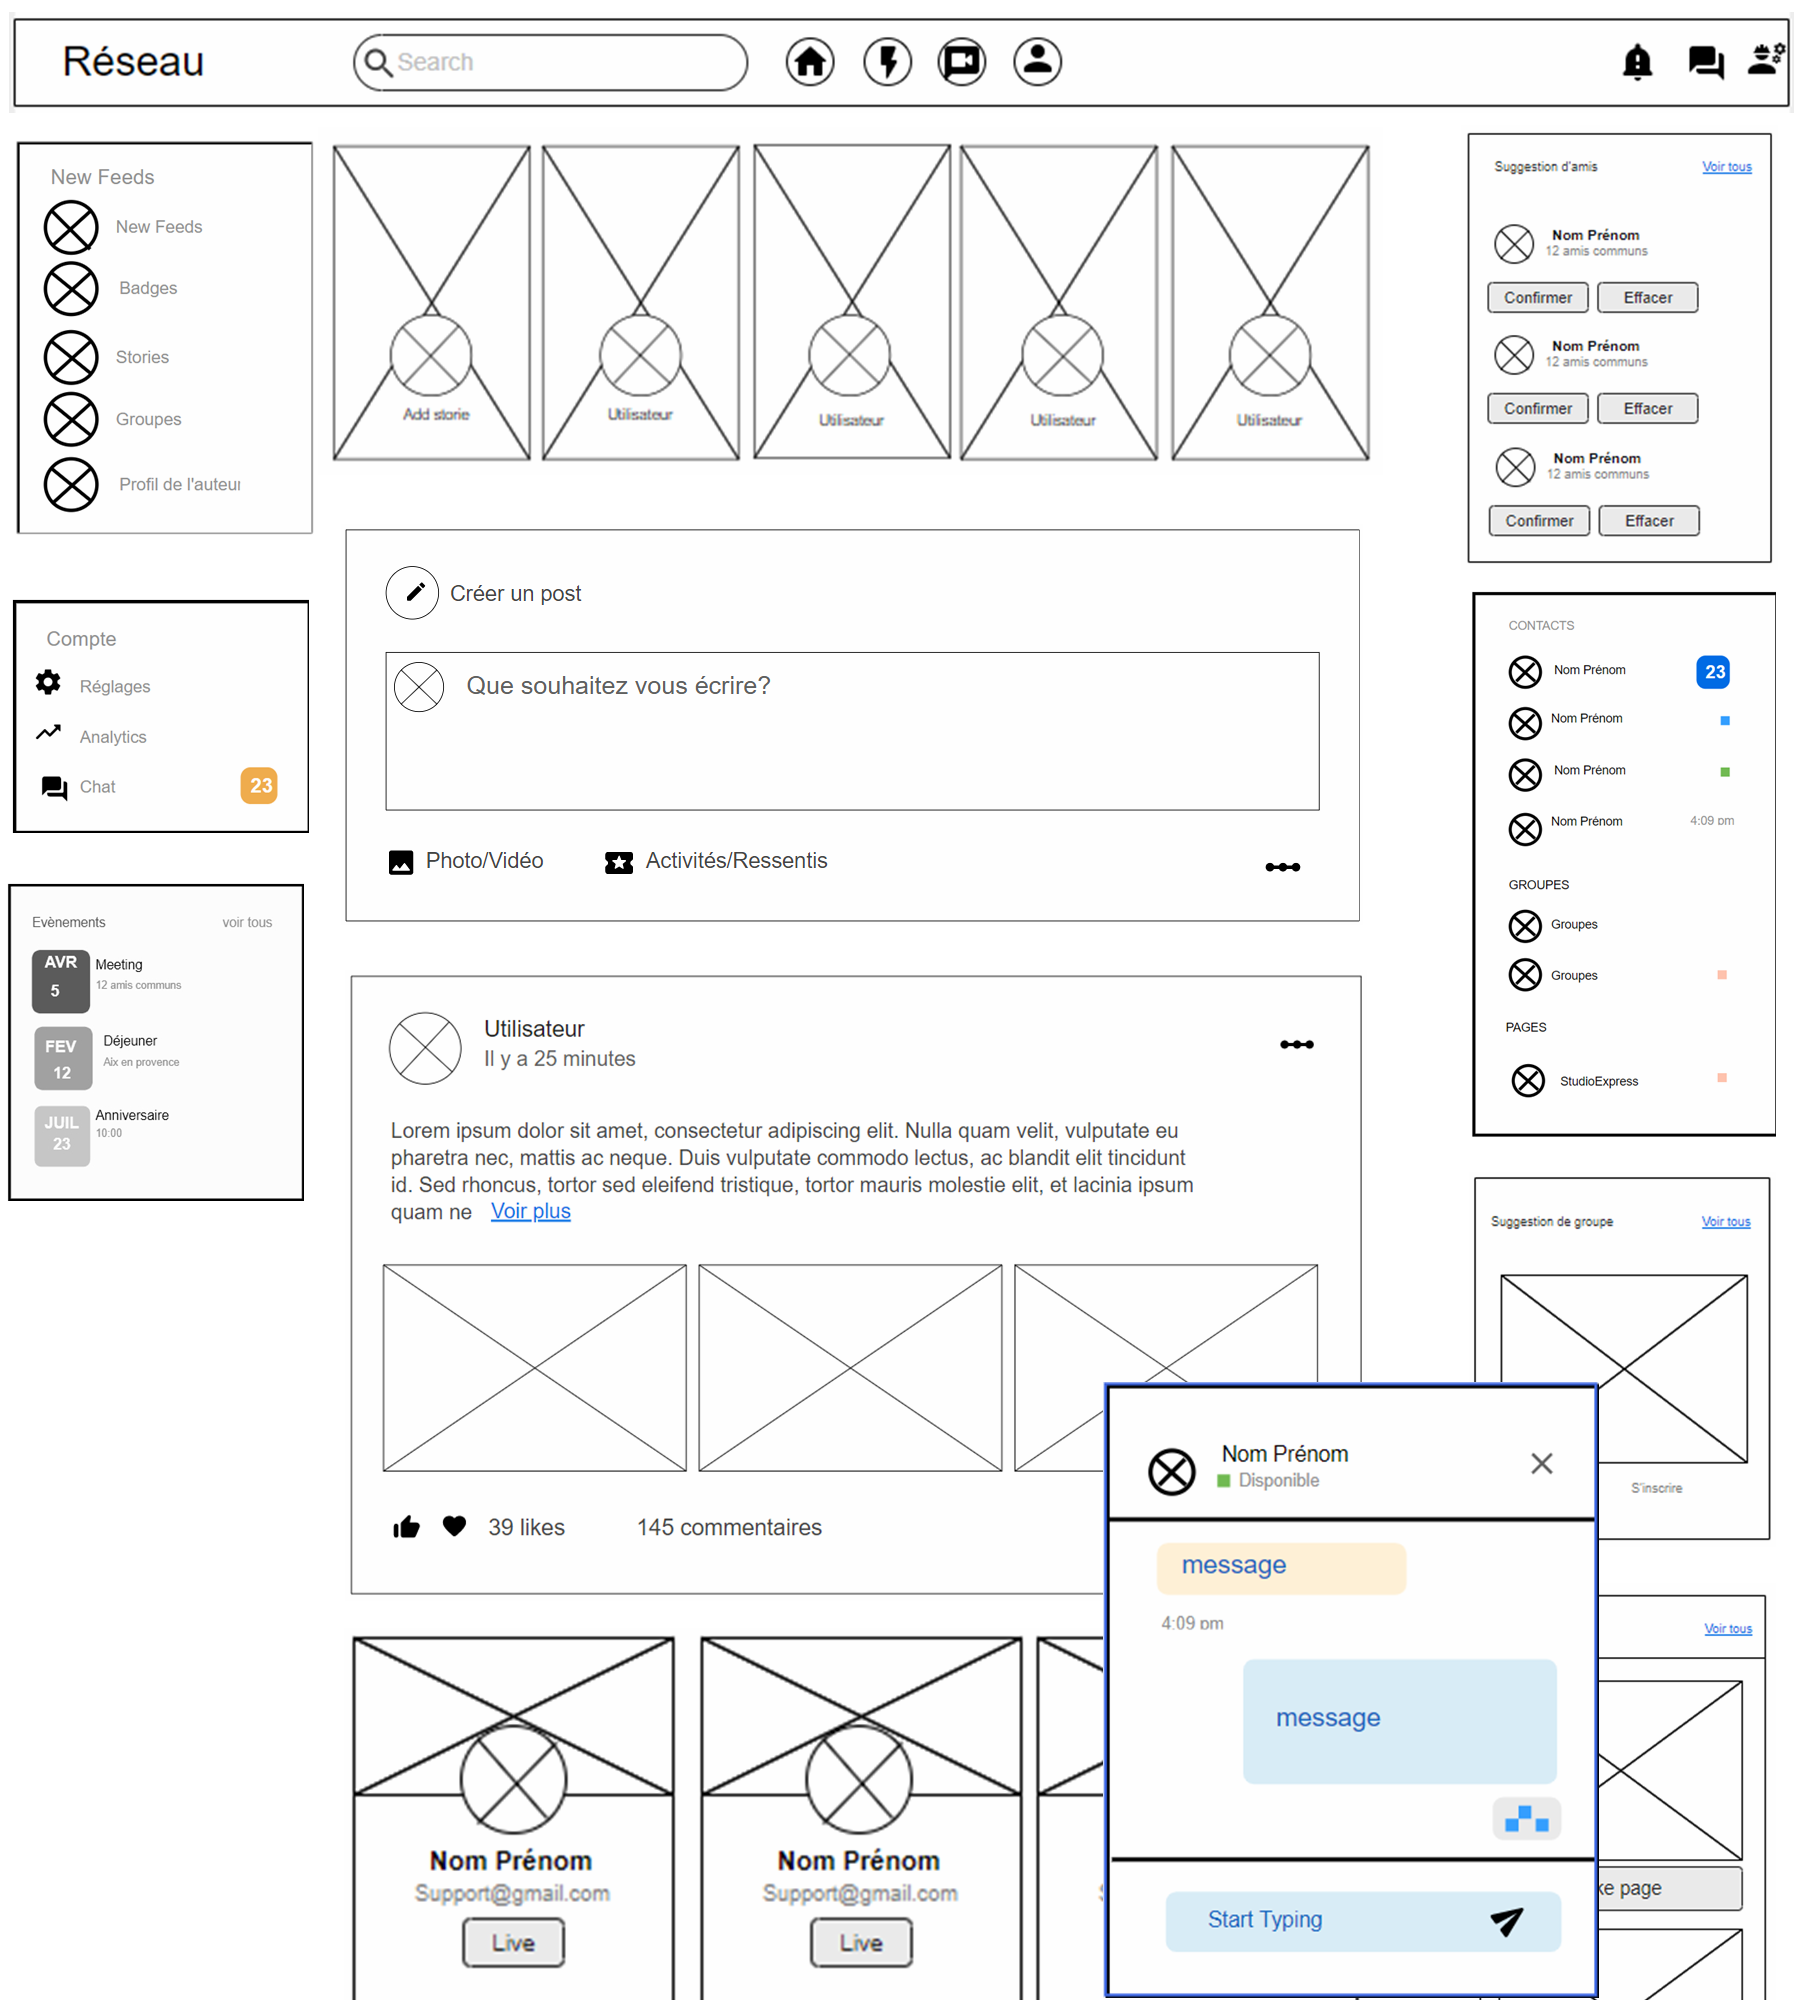 Réseau
Search
New Feeds
New Feeds
Badges
Stories
Groupes
Profil de l'auteur
Add storie
Utilisateur
Utilisateur
Utilisateur
Utilisateur
Suggestion d'amis
Voir tous
Nom Prénom
12 amis communs
Confirmer
Effacer
Nom Prénom
12 amis communs
Confirmer
Effacer
Nom Prénom
12 amis communs
Confirmer
Effacer
Compte
Réglages
Analytics
Chat
23
Créer un post
Que souhaitez vous écrire?
Photo/Vidéo
Activités/Ressentis
CONTACTS
Nom Prénom
23
Nom Prénom
Nom Prénom
Nom Prénom
4:09 pm
GROUPES
Groupes
Groupes
PAGES
StudioExpress
Evènements
voir tous
AVR
5
Meeting
12 amis communs
FEV
12
Déjeuner
Aix en provence
JUIL
23
Anniversaire
10:00
Utilisateur
Il y a 25 minutes
Lorem ipsum dolor sit amet, consectetur adipiscing elit. Nulla quam velit, vulputate eu
pharetra nec, mattis ac neque. Duis vulputate commodo lectus, ac blandit elit tincidunt
id. Sed rhoncus, tortor sed eleifend tristique, tortor mauris molestie elit, et lacinia ipsum
quam ne Voir plus
39 likes
145 commentaires
Suggestion de groupe
Voir tous
S'inscrire
Nom Prénom
Disponible
message
4:09 pm
message
Start Typing
Voir tous
ke page
Nom Prénom
Support@gmail.com
Live
Nom Prénom
Support@gmail.com
Live